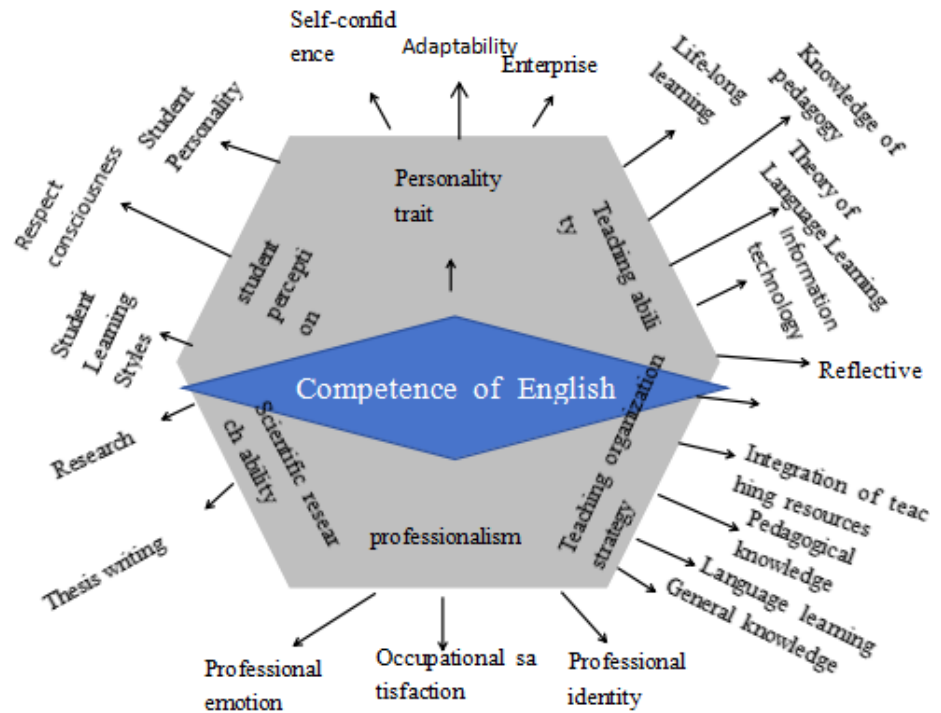 Self-confid
ence
Adaptability
Enterprise
Life-long
learning
Knowledge of
pedagogy
Theory of
Language Learning
Information
technology
Reflective
Student
Personality
Respect
consciousness
Student
Learning
Styles
Research
Thesis writing
Personality
trait
Teaching abili
ty
student
percepti
on
Competence of English
Scientific resear
ch ability
professionalism
Teaching organization
strategy
Integration of teac
hing resources
Pedagogical
knowledge
Language learning
General knowledge
Professional
emotion
Occupational sa
tisfaction
Professional
identity